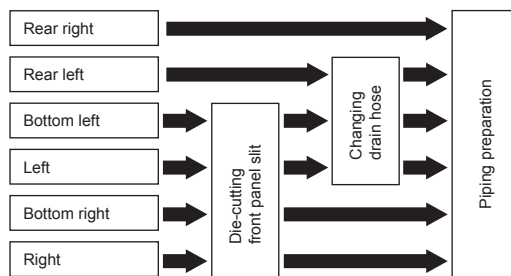 Rear right
Rear left
Bottom left
Left
Bottom right
Right
Die-cutting
front panel slit
Changing
drain hose
Piping preparation